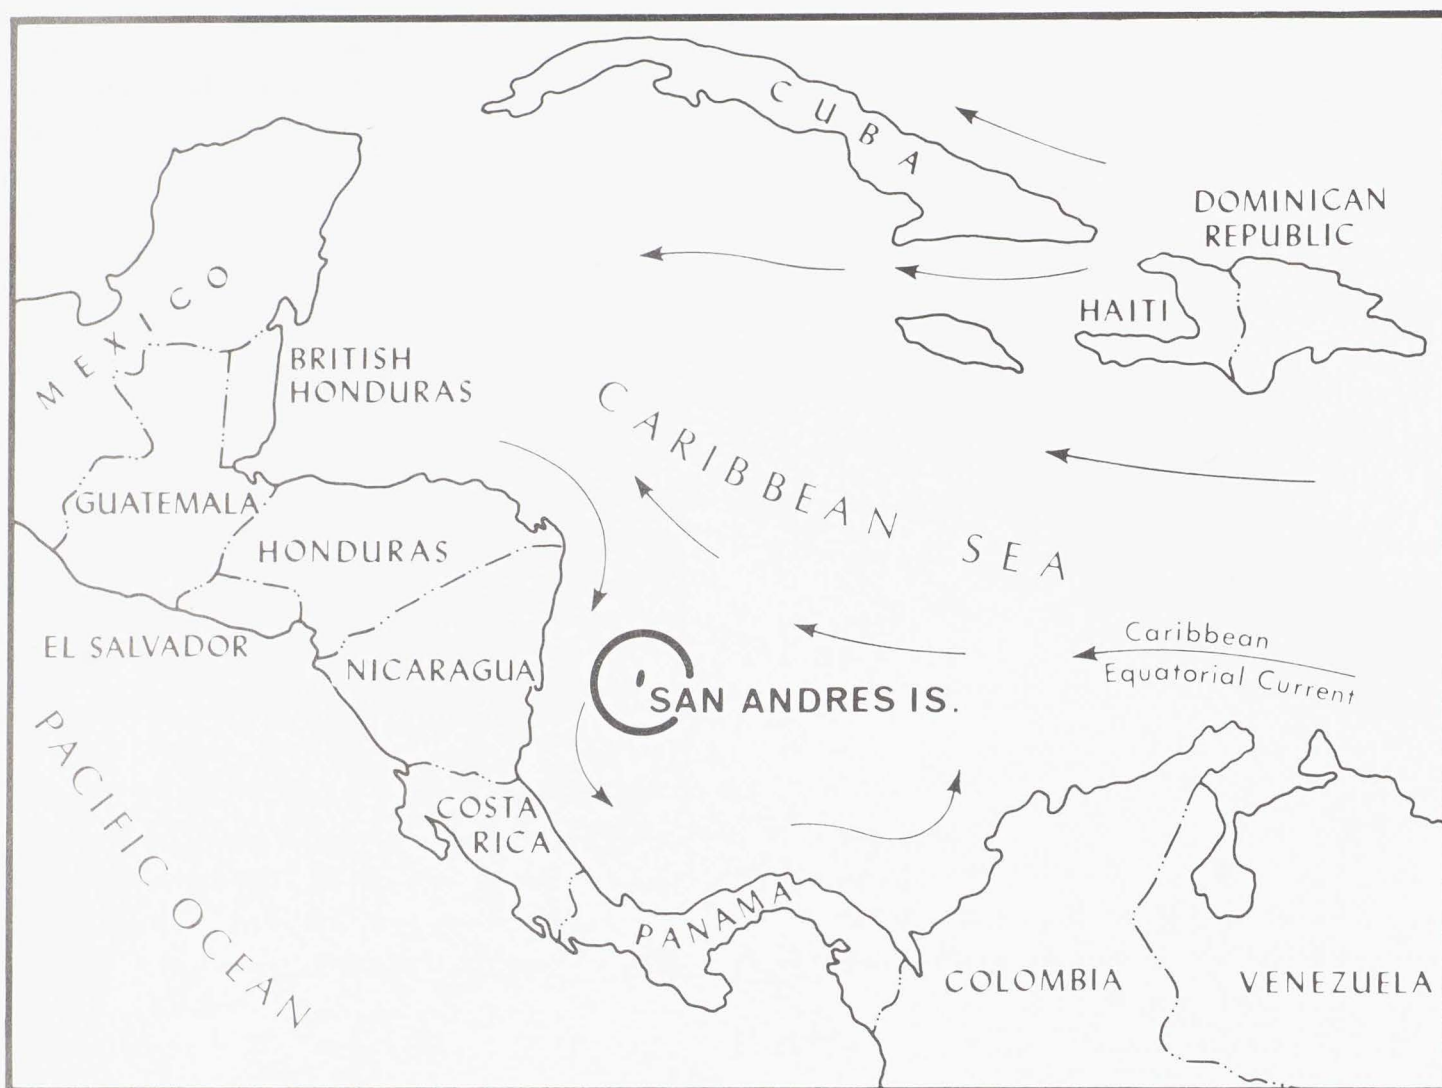 CUBA
DOMINICAN
REPUBLIC
HAITI
MEXICO
BRITISH
HONDURAS
CARIBBEAN SEA
GUATEMALA
HONDURAS
EL SALVADOR
NICARAGUA
SAN ANDRES IS.
Caribbean
Equatorial Current
PACIFIC OCEAN
COSTA
RICA
PANAMA
COLOMBIA
VENEZUELA